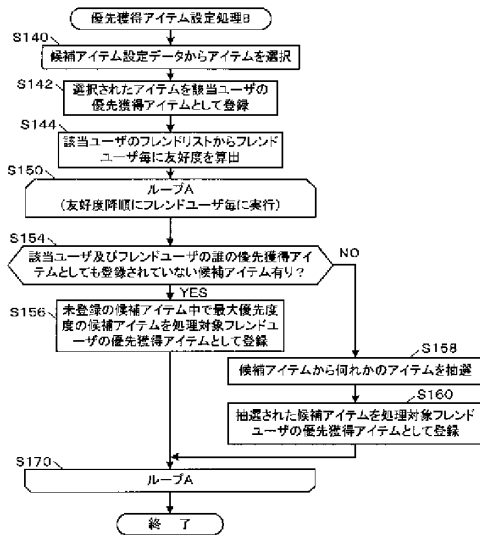 優先獲得アイテム設定処理B
S140
候補アイテム設定データからアイテムを選択
S142
選択されたアイテムを該当ユーザの
優先獲得アイテムとして登録
S144
該当ユーザのフレンドリストからフレンド
ユーザ毎に友好度を算出
S150
ループA
(友好度降順にフレンドユーザ毎に実行)
S154
該当ユーザ及びフレンドユーザの誰の優先獲得アイ
テムとしても登録されていない候補アイテム有り?
NO
YES
S156
未登録の候補アイテム中で最大優先度
度の候補アイテムを処理対象フレンド
ユーザの優先獲得アイテムとして登録
S158
候補アイテムから何れかのアイテムを抽選
S160
抽選された候補アイテムを処理対象フレンド
ユーザの優先獲得アイテムとして登録
S170
ループA
終 了